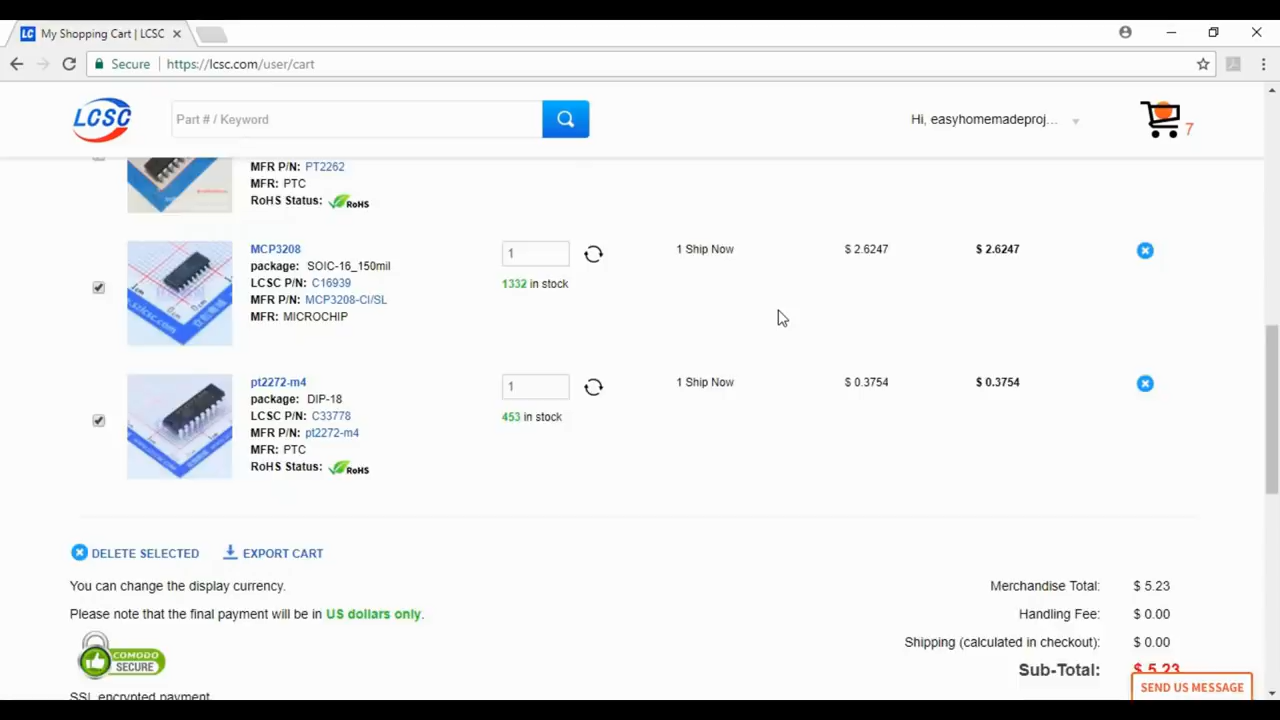 My Shopping Cart | LCSC
Secure
https://lcsc.com/user/cart
LCSC
Part # / Keyword
Hi, easyhomemadeproj...
7
MFR P/N: PT2262
MFR: PTC
RoHS Status: RoHS
MCP3208
package: SOIC-16_150mil
LCSC P/N: C16939
MFR P/N: MCP3208-CI/SL
MFR: MICROCHIP
1
1332 in stock
1 Ship Now
$ 2.6247
$ 2.6247
pt2272-m4
package: DIP-18
LCSC P/N: C33778
MFR P/N: pt2272-m4
MFR: PTC
RoHS Status: RoHS
1
453 in stock
1 Ship Now
$ 0.3754
$ 0.3754
DELETE SELECTED
EXPORT CART
You can change the display currency.
Please note that the final payment will be in US dollars only.
COMODO
SECURE
SSL encrypted payment
Merchandise Total: $ 5.23
Handling Fee: $ 0.00
Shipping (calculated in checkout): $ 0.00
Sub-Total: $ 5.23
SEND US MESSAGE